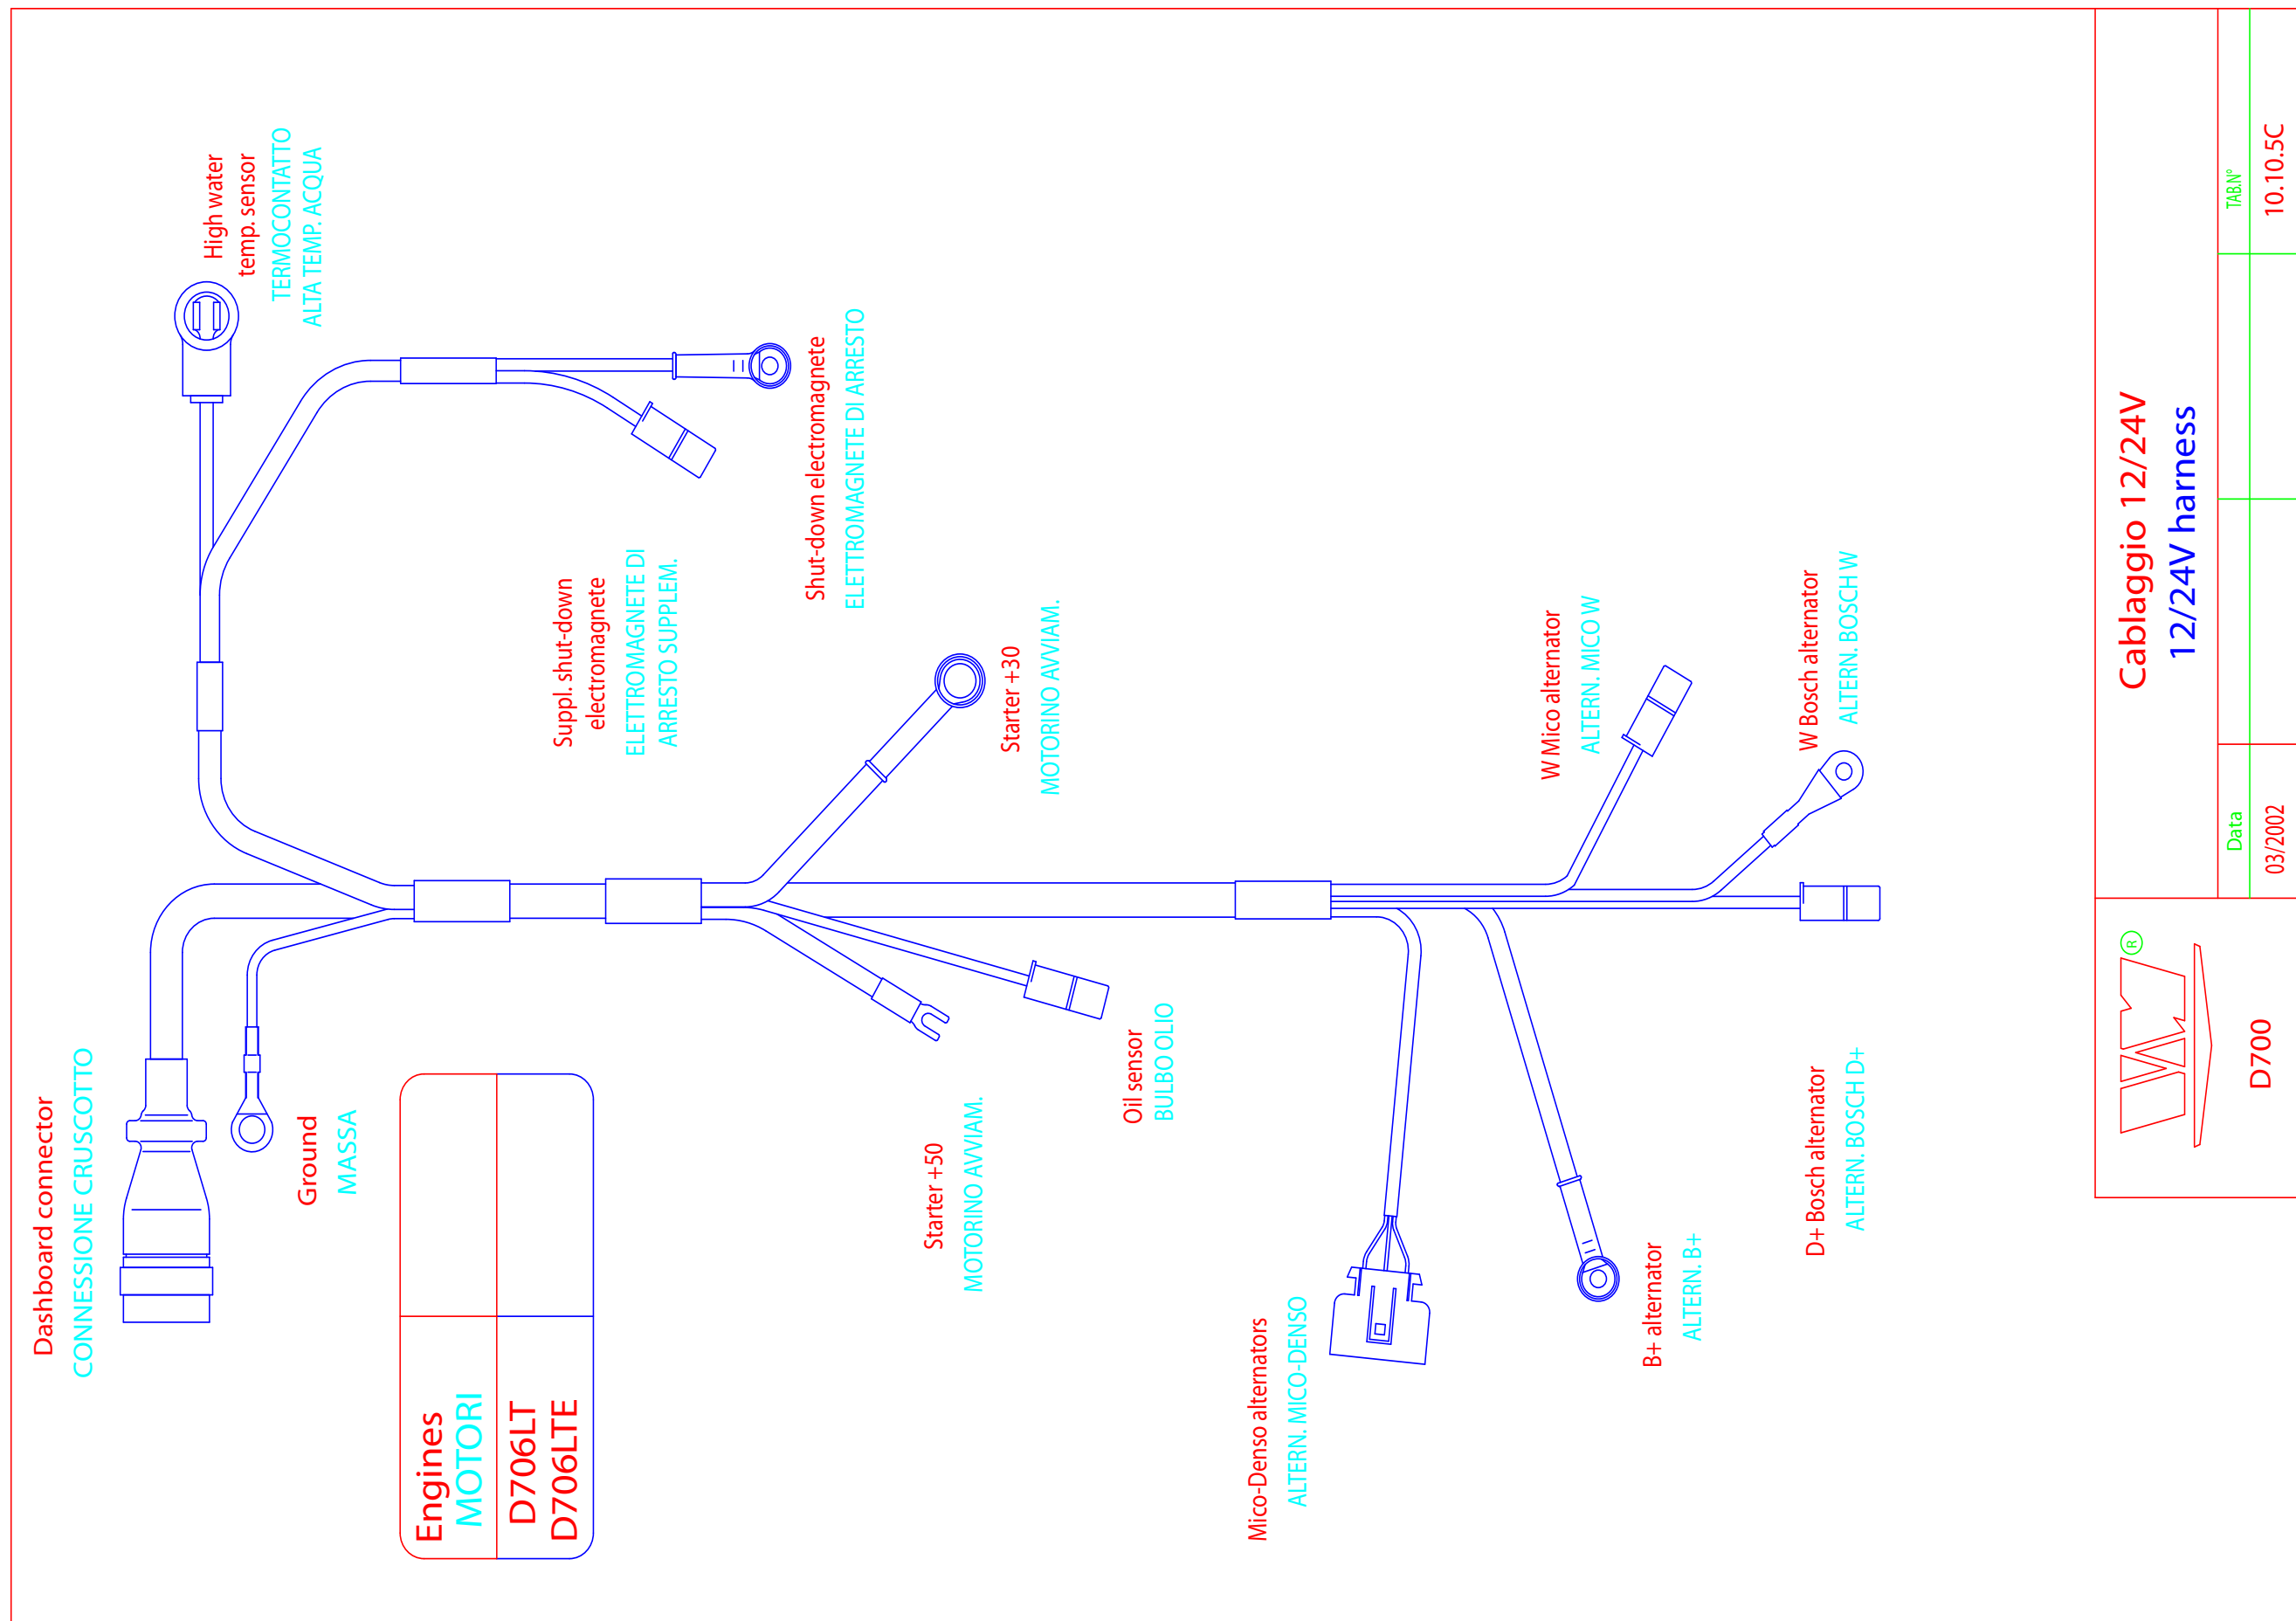 Dashboard connector
CONNESSIONE CRUSCOTTO
High water
temp. sensor
TERMOCONTATTO
ALTA TEMP. ACQUA
Ground
MASSA
Engines
MOTORI
D706LT
D706LTE
Suppl. shut-down
electromagnete
ELETTROMAGNETE DI
ARRESTO SUPPLEM.
Shut-down electromagnete
ELETTROMAGNETE DI ARRESTO
Starter +50
MOTORINO AVVIAM.
Starter +30
MOTORINO AVVIAM.
Oil sensor
BULBO OLIO
Mico-Denso alternators
ALTERN. MICO-DENSO
W Mico alternator
ALTERN. MICO W
B+ alternator
ALTERN. B+
W Bosch alternator
ALTERN. BOSCH W
D+ Bosch alternator
ALTERN. BOSCH D+
Cablaggio 12/24V
12/24V harness
VM
R
D700
Data
03/2002
TAB.N°
10.10.5C